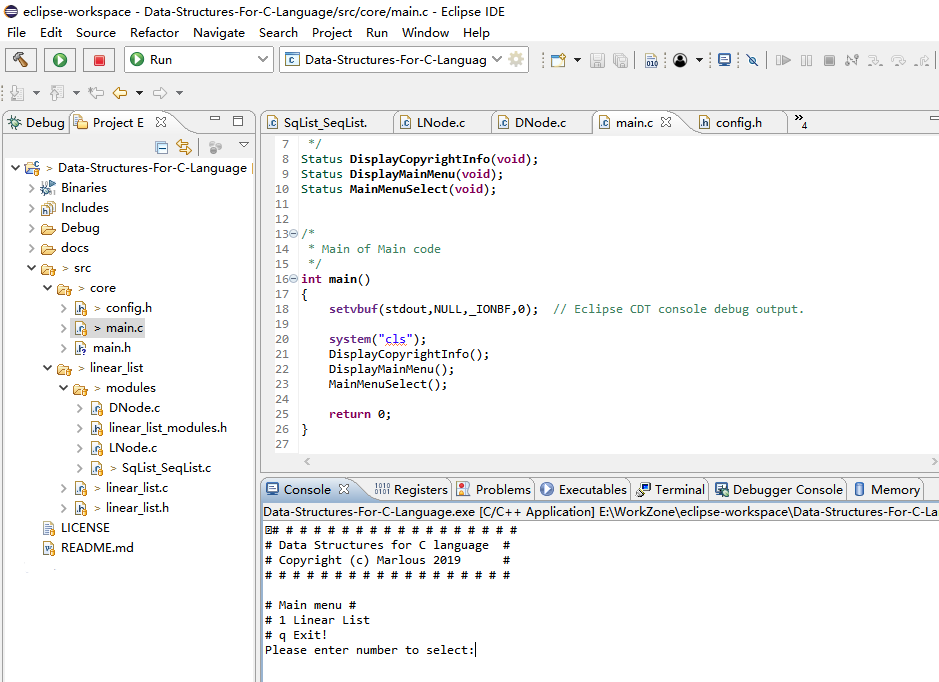 eclipse-workspace - Data-Structures-For-C-Language/src/core/main.c - Eclipse IDE
File Edit Source Refactor Navigate Search Project Run Window Help
Run Data-Structures-For-C-Languag
Debug Project E
> Data-Structures-For-C-Language
Binaries
Includes
Debug
docs
> src
> core
> config.h
> main.c
main.h
> linear_list
> modules
DNode.c
linear_list_modules.h
LNode.c
> SqList_SeqList.c
> linear_list.c
> linear_list.h
LICENSE
README.md
SqList_SeqList. LNode.c DNode.c main.c config.h »4
7 */
8 Status DisplayCopyrightInfo(void);
9 Status DisplayMainMenu(void);
10 Status MainMenuSelect(void);
11
12
13 /*
14 * Main of Main code
15 */
16 int main()
17 {
18 setvbuf(stdout,NULL,_IONBF,0); // Eclipse CDT console debug output.
19
20 system("cls");
21 DisplayCopyrightInfo();
22 DisplayMainMenu();
23 MainMenuSelect();
24
25 return 0;
26 }
27
Console Registers Problems Executables Terminal Debugger Console Memory
Data-Structures-For-C-Language.exe [C/C++ Application] E:\WorkZone\eclipse-workspace\Data-Structures-For-C-La
# # # # # # # # # # # # # # # # # #
# Data Structures for C language #
# Copyright (c) Marlous 2019 #
# # # # # # # # # # # # # # # # # #
# Main menu #
# 1 Linear List
# q Exit!
Please enter number to select: